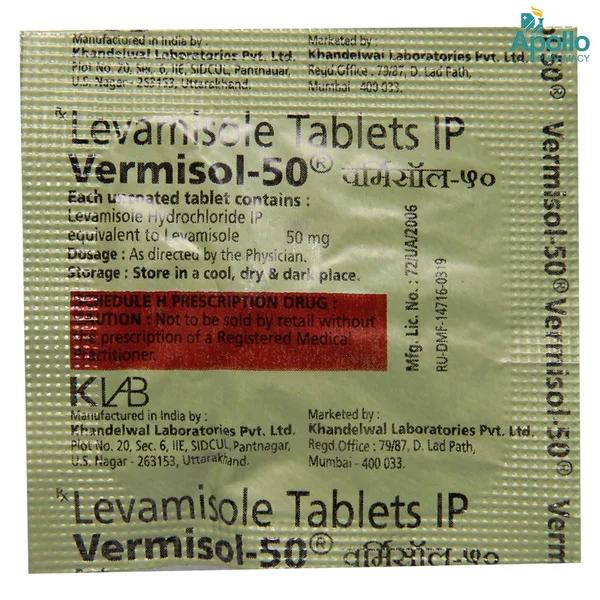 Apollo
PHARMACY
Manufactured in India by :
Khandelwal Laboratories Pvt. Ltd.
Plot No. 20, Sec. 6, IIE, SIDCUL, Pantnagar,
U.S. Nagar - 263153, Uttarakhand.
Marketed by :
Khandelwal Laboratories Pvt. Ltd.
Regd. Office : 79/87, D. Lad Path,
Mumbai - 400 033.
Rx Levamisole Tablets IP
Vermisol-50® वर्मिसॉल-५०
Each uncoated tablet contains :
Levamisole Hydrochloride IP
equivalent to Levamisole 50 mg
Dosage : As directed by the Physician.
Storage : Store in a cool, dry & dark place.
SCHEDULE H PRESCRIPTION DRUG :
CAUTION : Not to be sold by retail without
the prescription of a Registered Medical
Practitioner.
Mfg. Lic. No. : 72/UA/2006
RU-DMF-14716-0319
KLAB
Manufactured in India by :
Khandelwal Laboratories Pvt. Ltd.
Plot No. 20, Sec. 6, IIE, SIDCUL, Pantnagar,
U.S. Nagar - 263153, Uttarakhand.
Marketed by :
Khandelwal Laboratories Pvt. Ltd.
Regd. Office : 79/87, D. Lad Path,
Mumbai - 400 033.
Rx Levamisole Tablets IP
Vermisol-50® वर्मिसॉल-५०
-50® Vermisol-50® Vermisol-50® Verm